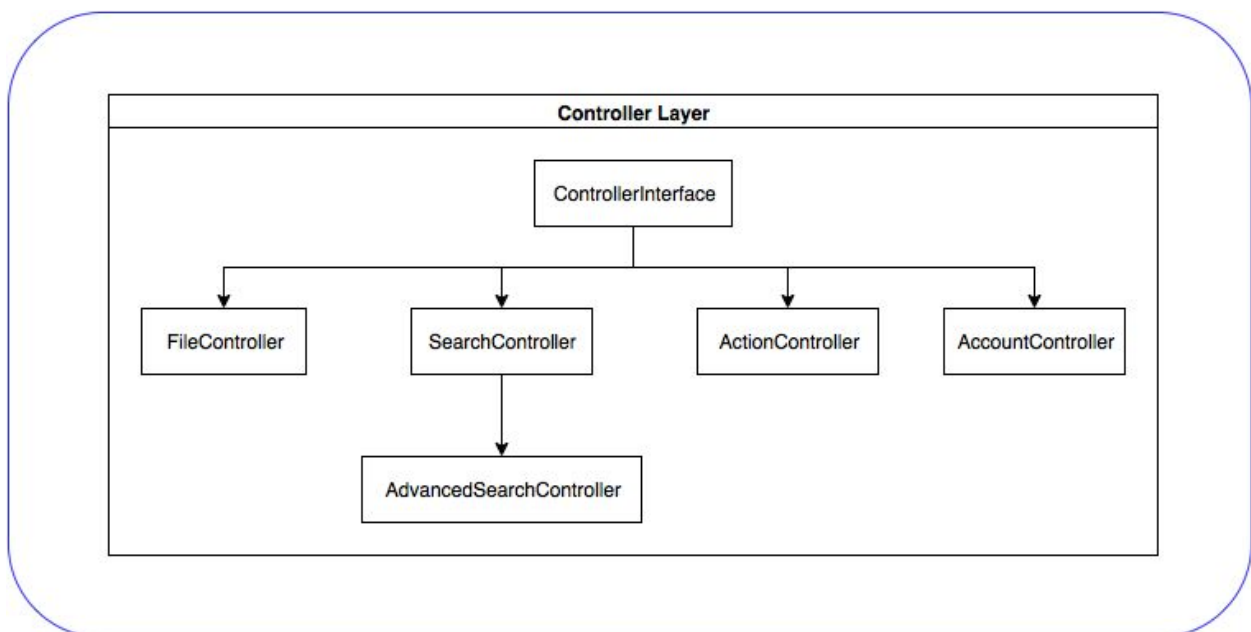 Controller Layer
ControllerInterface
FileController
SearchController
ActionController
AccountController
AdvancedSearchController